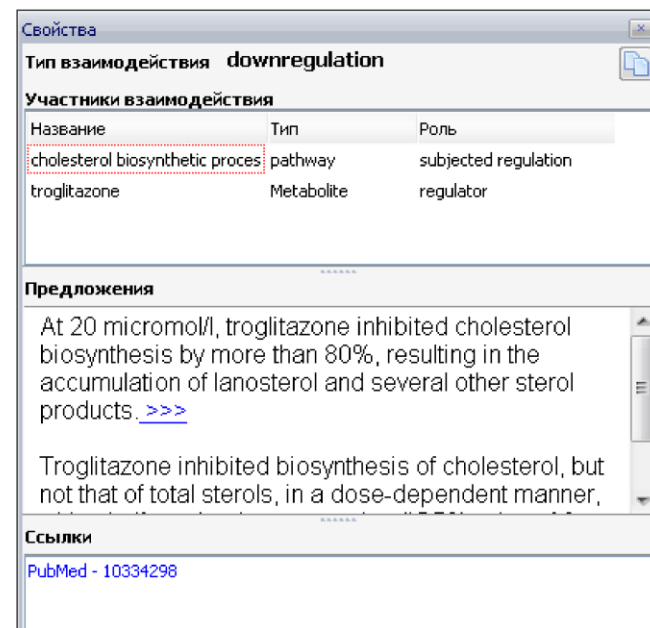 Свойства
Тип взаимодействия downregulation
Участники взаимодействия
Название Тип Роль
cholesterol biosynthetic proces pathway subjected regulation
troglitazone Metabolite regulator
Предложения
At 20 micromol/l, troglitazone inhibited cholesterol
biosynthesis by more than 80%, resulting in the
accumulation of lanosterol and several other sterol
products. >>>
Troglitazone inhibited biosynthesis of cholesterol, but
not that of total sterols, in a dose-dependent manner,
Ссылки
PubMed - 10334298